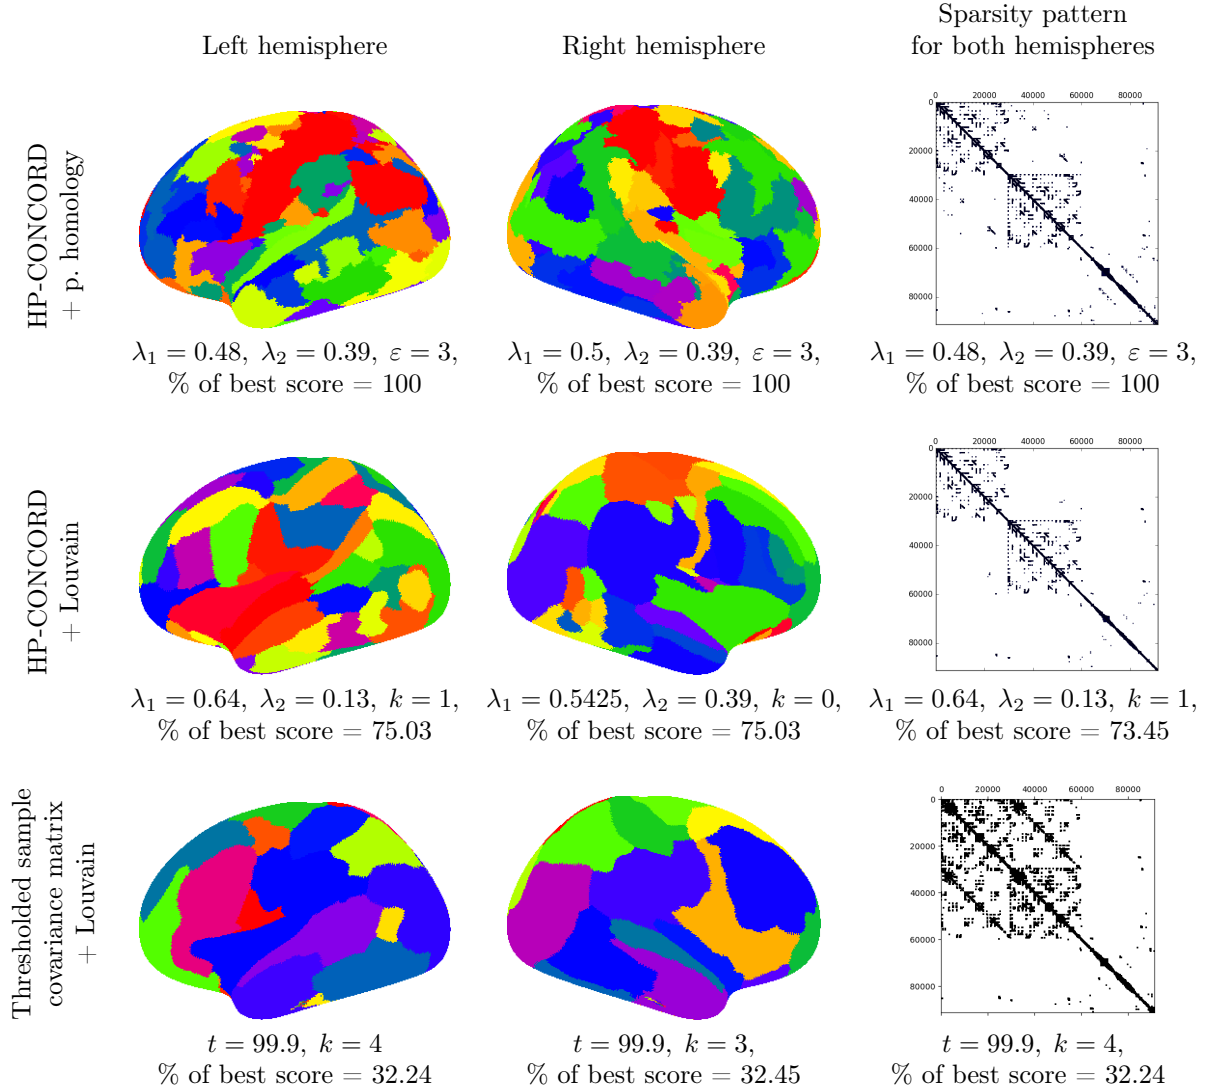 Left hemisphere
Right hemisphere
Sparsity pattern
for both hemispheres
HP-CONCORD
+ p. homology
0 20000 40000 60000 80000
0
20000
40000
60000
80000
λ₁ = 0.48, λ₂ = 0.39, ε = 3,
% of best score = 100
λ₁ = 0.5, λ₂ = 0.39, ε = 3,
% of best score = 100
λ₁ = 0.48, λ₂ = 0.39, ε = 3,
% of best score = 100
HP-CONCORD
+ Louvain
0 20000 40000 60000 80000
0
20000
40000
60000
80000
λ₁ = 0.64, λ₂ = 0.13, k = 1,
% of best score = 75.03
λ₁ = 0.5425, λ₂ = 0.39, k = 0,
% of best score = 75.03
λ₁ = 0.64, λ₂ = 0.13, k = 1,
% of best score = 73.45
Thresholded sample
covariance matrix
+ Louvain
0 20000 40000 60000 80000
0
20000
40000
60000
80000
t = 99.9, k = 4
% of best score = 32.24
t = 99.9, k = 3,
% of best score = 32.45
t = 99.9, k = 4,
% of best score = 32.24